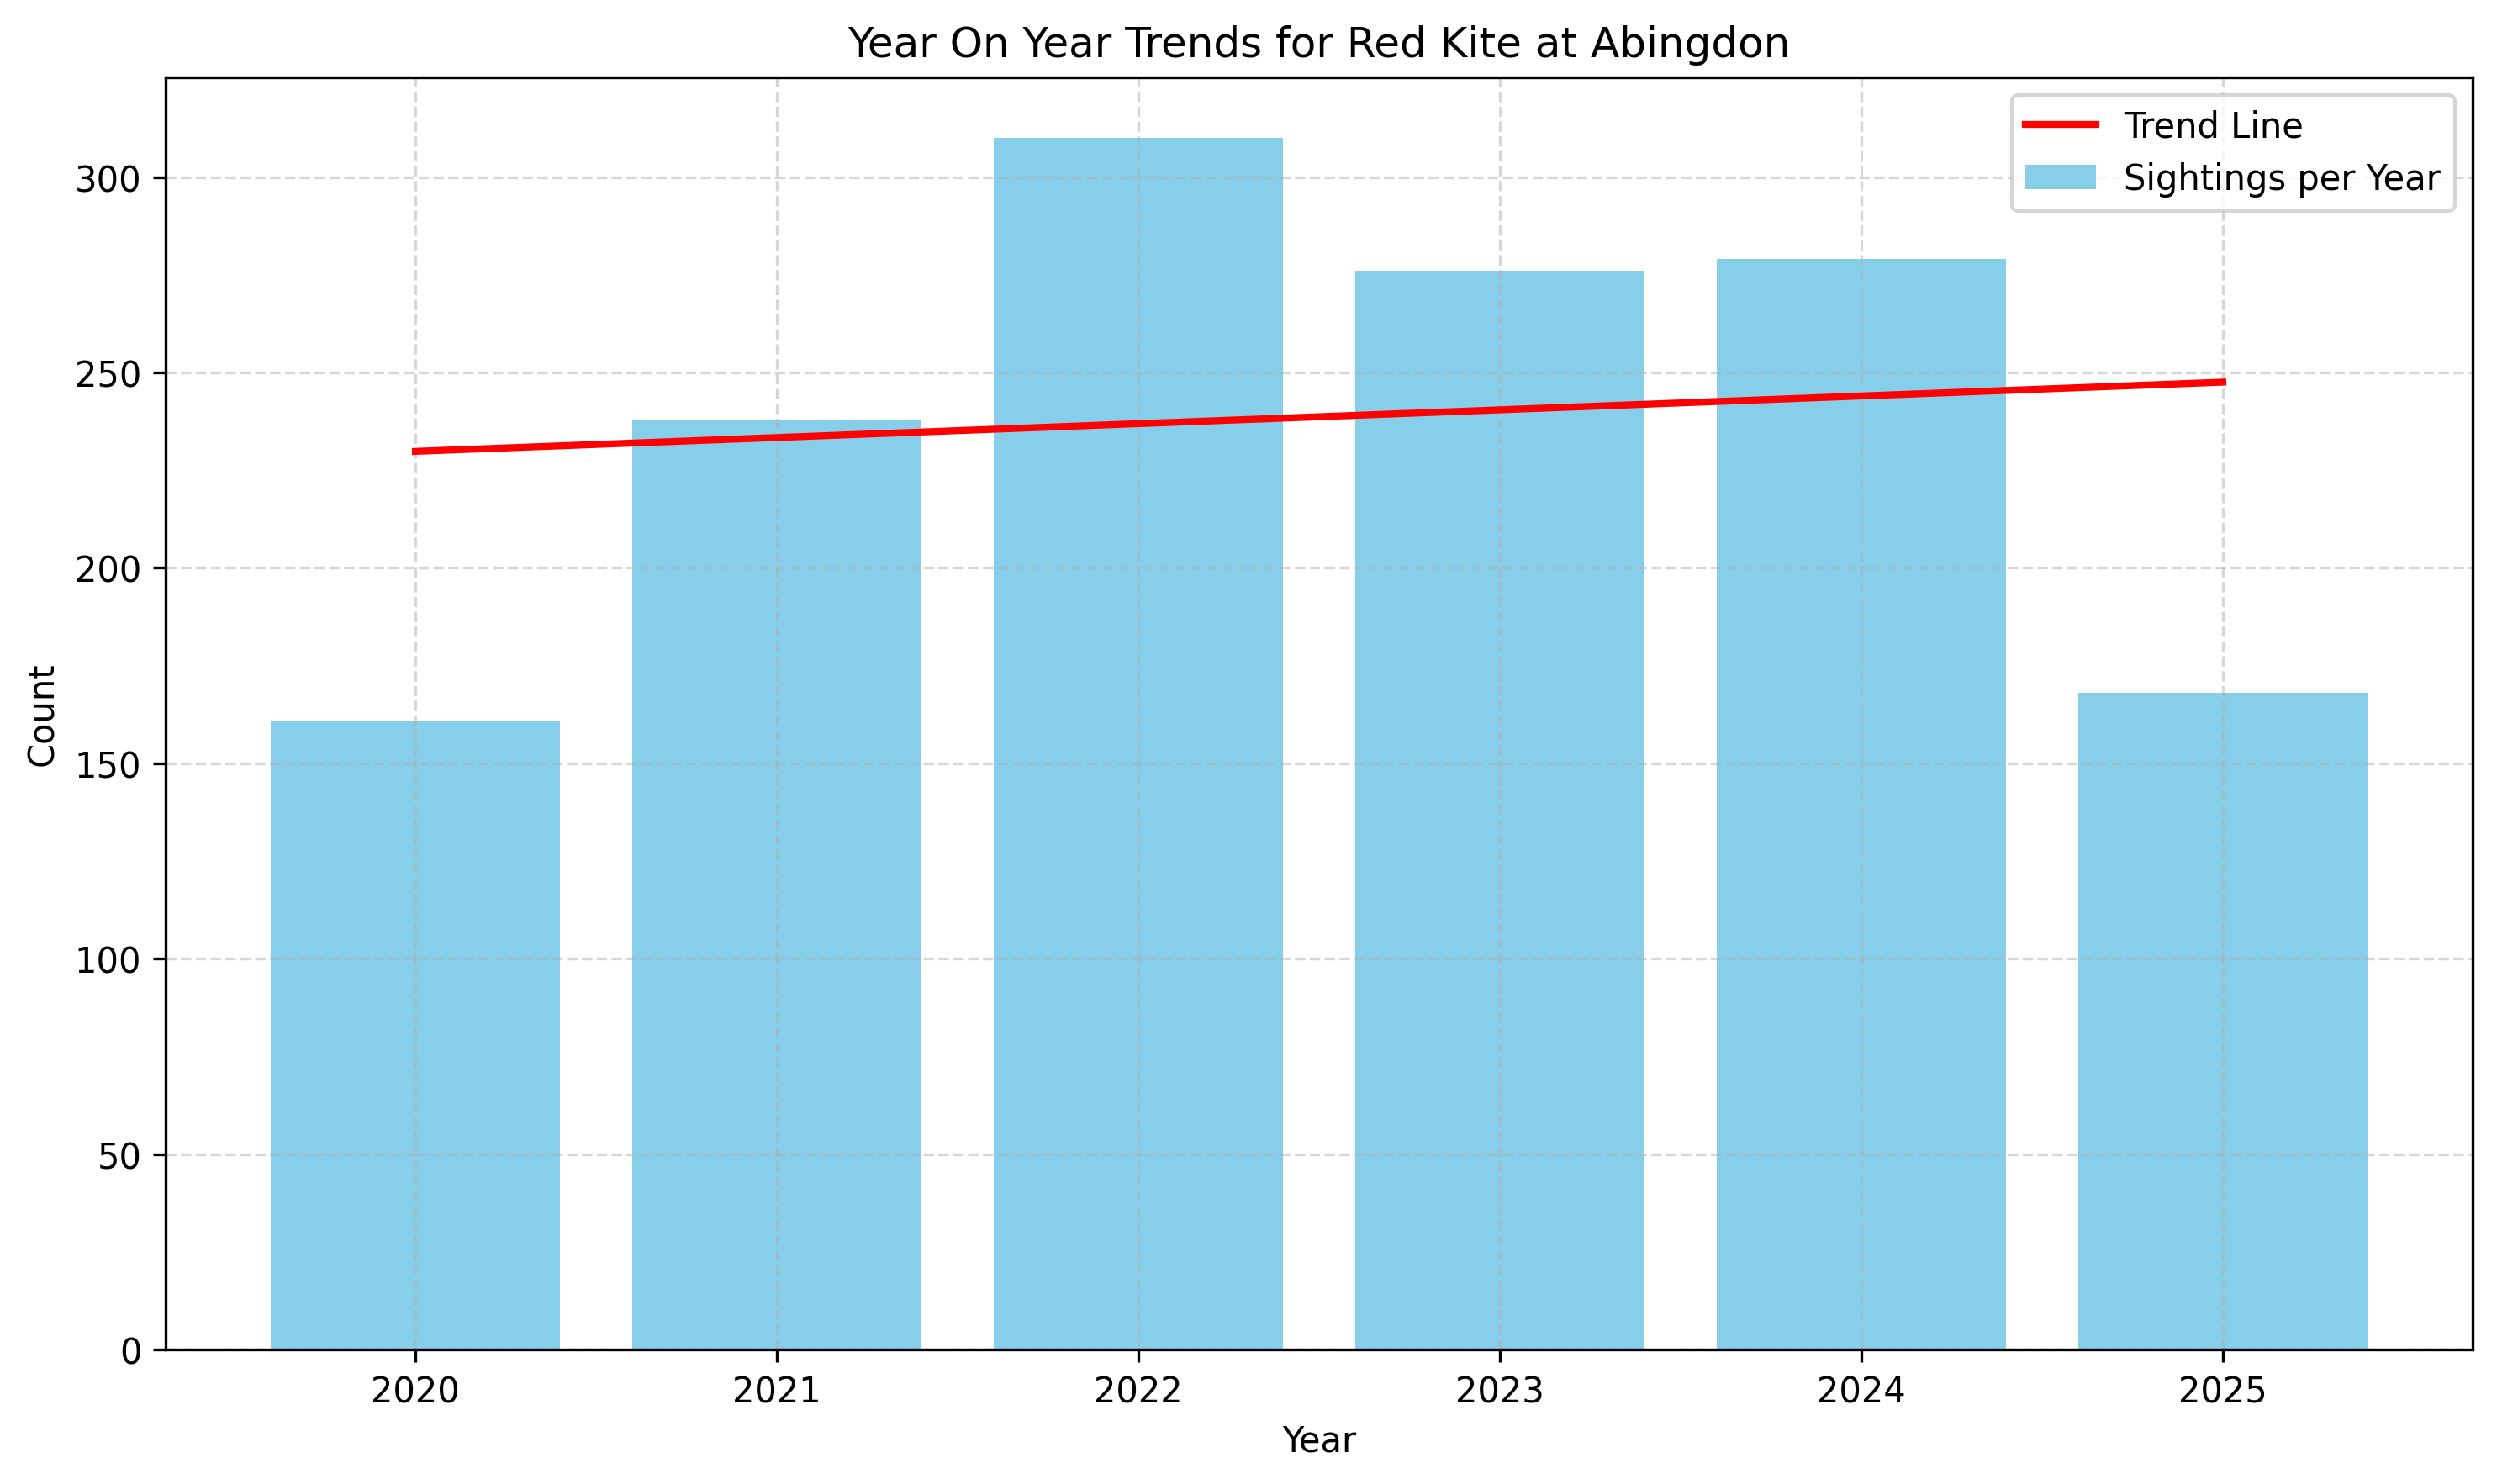 Year On Year Trends for Red Kite at Abingdon
Trend Line
Sightings per Year
300
250
200
150
100
50
0
Count
2020 2021 2022 2023 2024 2025
Year